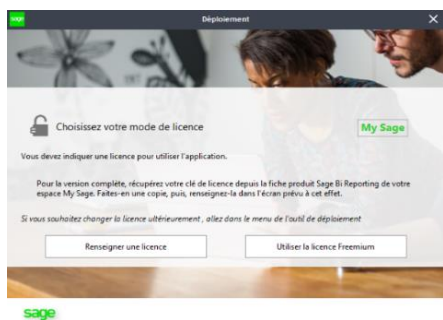 sage
Déploiement
Choisissez votre mode de licence
My Sage
Vous devez indiquer une licence pour utiliser l'application.
Pour la version complète, récupérez votre clé de licence depuis la fiche produit Sage Bi Reporting de votre
espace My Sage. Faites-en une copie, puis, renseignez-la dans l'écran prévu à cet effet.
Si vous souhaitez changer la licence ultérieurement , allez dans le menu de l'outil de déploiement
Renseigner une licence
Utiliser la licence Freemium
sage